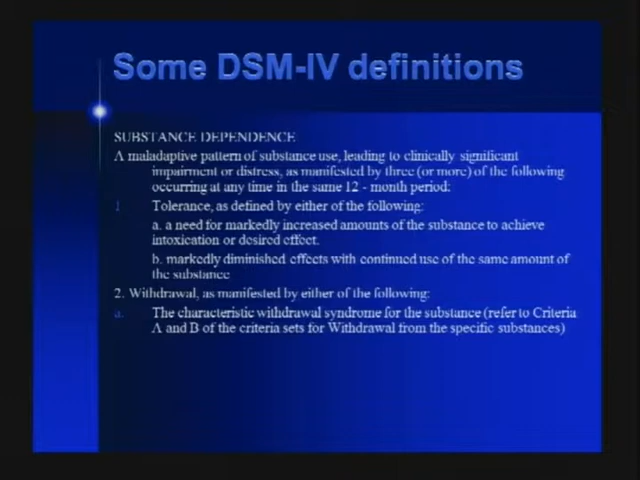 Some DSM-IV definitions
SUBSTANCE DEPENDENCE
A maladaptive pattern of substance use, leading to clinically significant
impairment or distress, as manifested by three (or more) of the following
occurring at any time in the same 12 - month period:
1 Tolerance, as defined by either of the following:
a. a need for markedly increased amounts of the substance to achieve
intoxication or desired effect.
b. markedly diminished effects with continued use of the same amount of
the substance
2. Withdrawal, as manifested by either of the following:
a. The characteristic withdrawal syndrome for the substance (refer to Criteria
A and B of the criteria sets for Withdrawal from the specific substances)